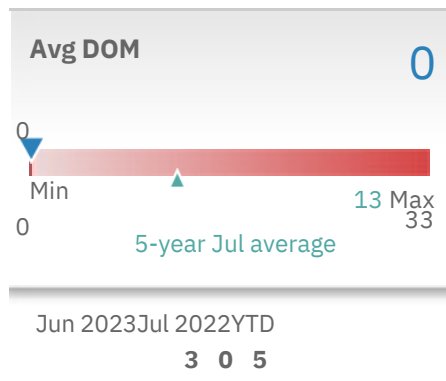 Avg DOM 0
0
Min
13 Max
0 33
5-year Jul average
Jun 2023Jul 2022YTD
3 0 5